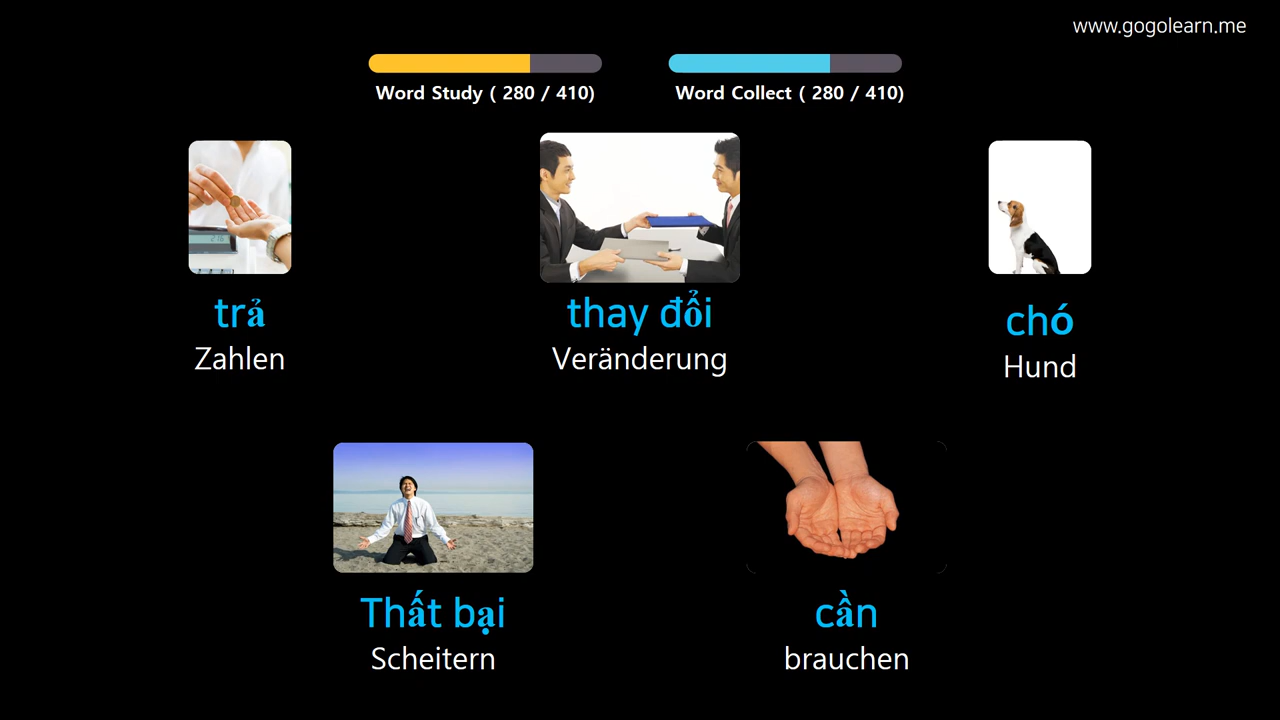 www.gogolearn.me
Word Study ( 280 / 410)
Word Collect ( 280 / 410)
trả
Zahlen
thay đổi
Veränderung
chó
Hund
Thất bại
Scheitern
cần
brauchen